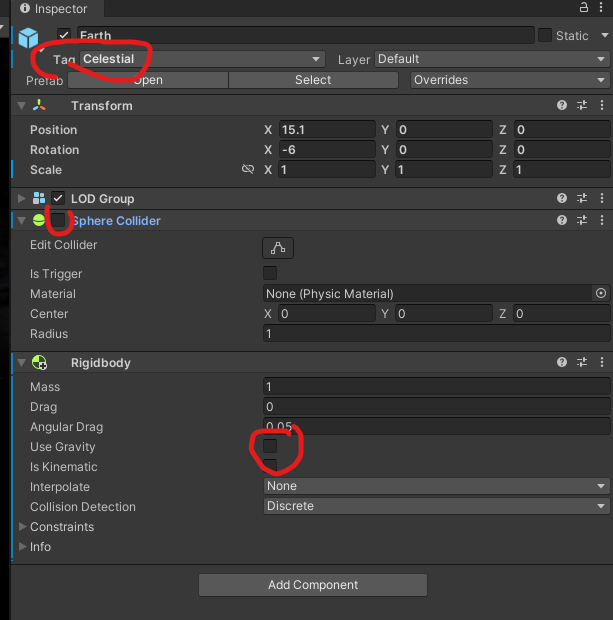 Inspector
Earth Static
Tag Celestial Layer Default
Prefab Open Select Overrides
Transform
Position X 15.1 Y 0 Z 0
Rotation X -6 Y 0 Z 0
Scale X 1 Y 1 Z 1
LOD Group
Sphere Collider
Edit Collider
Is Trigger
Material None (Physic Material)
Center X 0 Y 0 Z 0
Radius 1
Rigidbody
Mass 1
Drag 0
Angular Drag 0.05
Use Gravity
Is Kinematic
Interpolate None
Collision Detection Discrete
Constraints
Info
Add Component